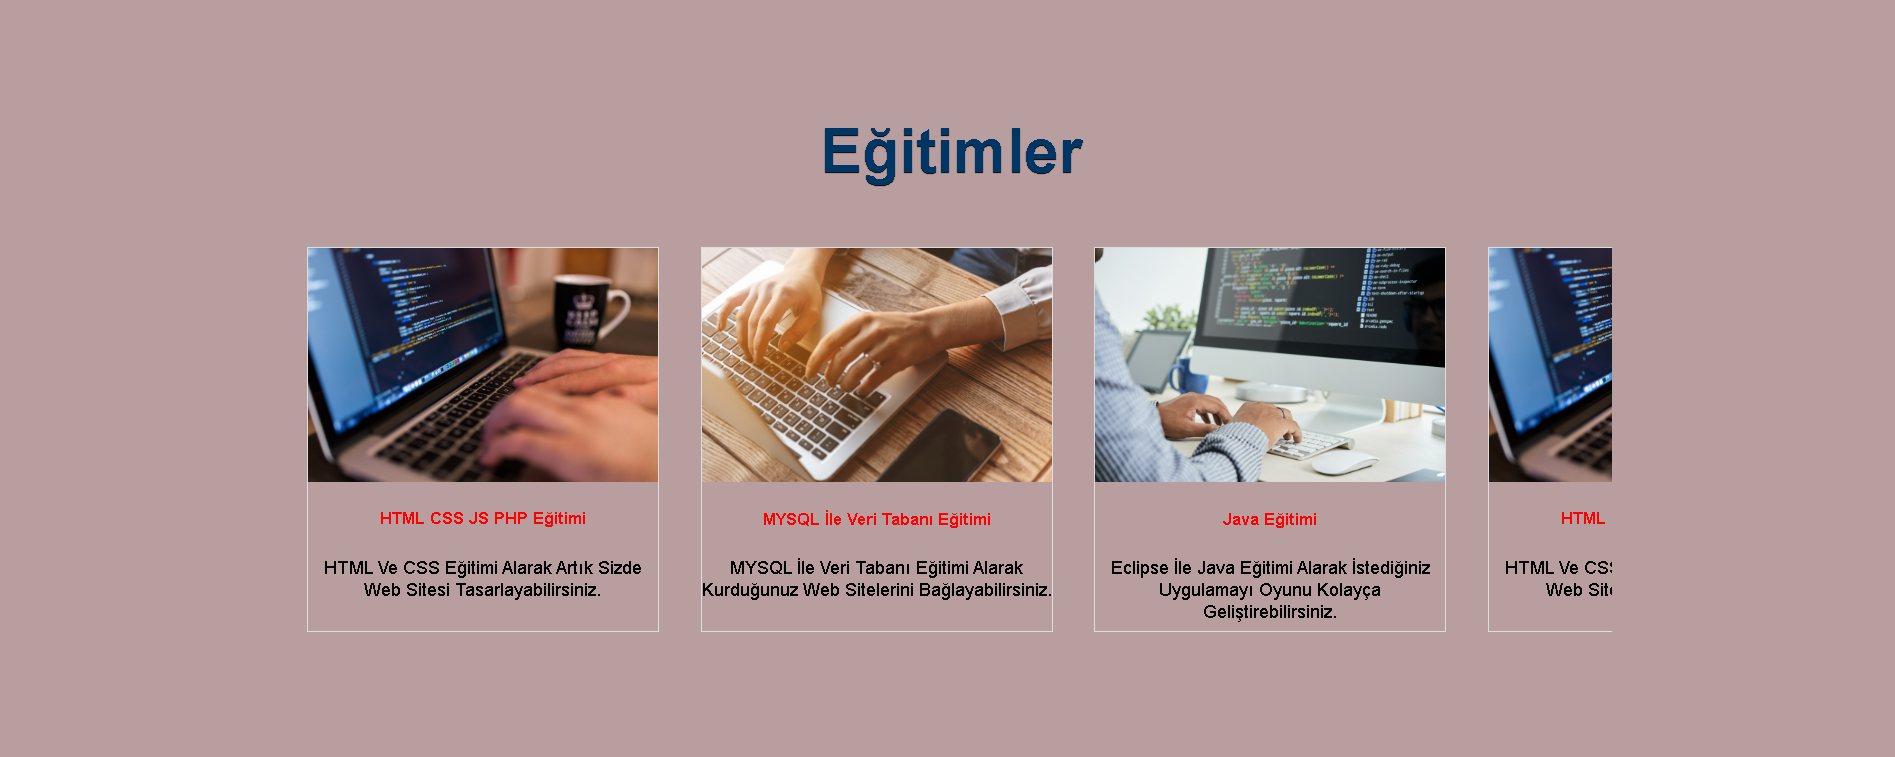 Eğitimler
HTML CSS JS PHP Eğitimi
HTML Ve CSS Eğitimi Alarak Artık Sizde
Web Sitesi Tasarlayabilirsiniz.
MYSQL İle Veri Tabanı Eğitimi
MYSQL İle Veri Tabanı Eğitimi Alarak
Kurduğunuz Web Sitelerini Bağlayabilirsiniz.
Java Eğitimi
Eclipse İle Java Eğitimi Alarak İstediğiniz
Uygulamayı Oyunu Kolayça
Geliştirebilirsiniz.
HTML
HTML Ve CSS
Web Site